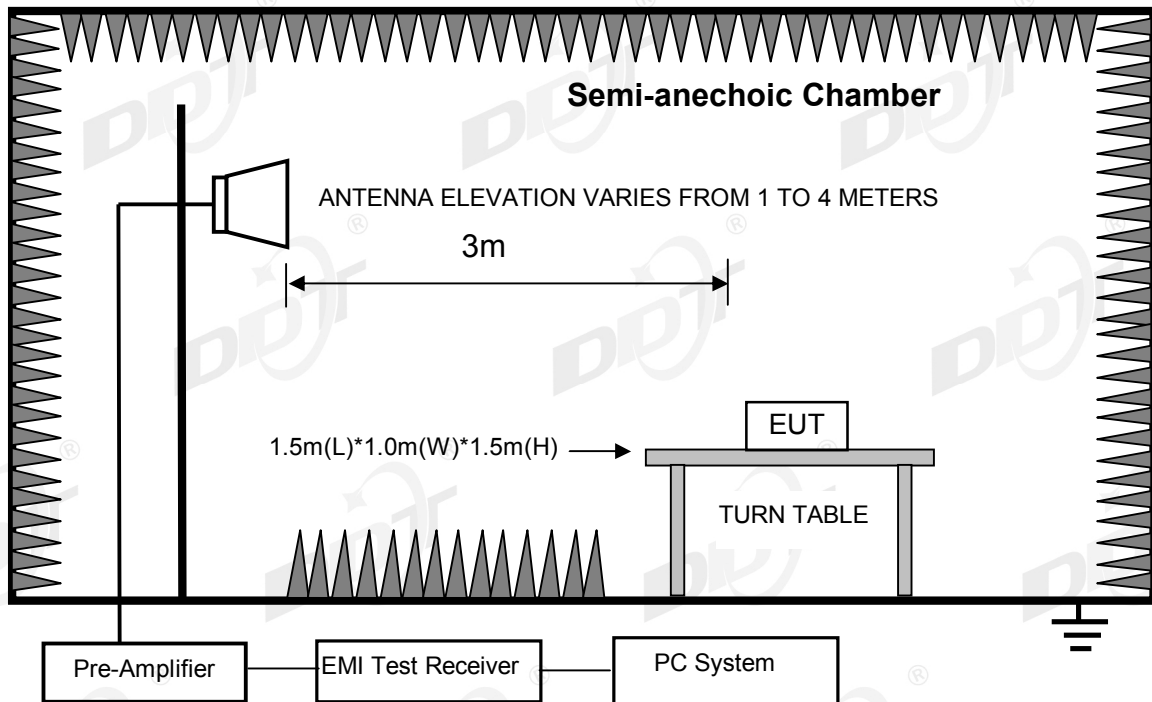 Semi-anechoic Chamber
ANTENNA ELEVATION VARIES FROM 1 TO 4 METERS
3m
EUT
1.5m(L)*1.0m(W)*1.5m(H)
TURN TABLE
Pre-Amplifier
EMI Test Receiver
PC System
DDT
®